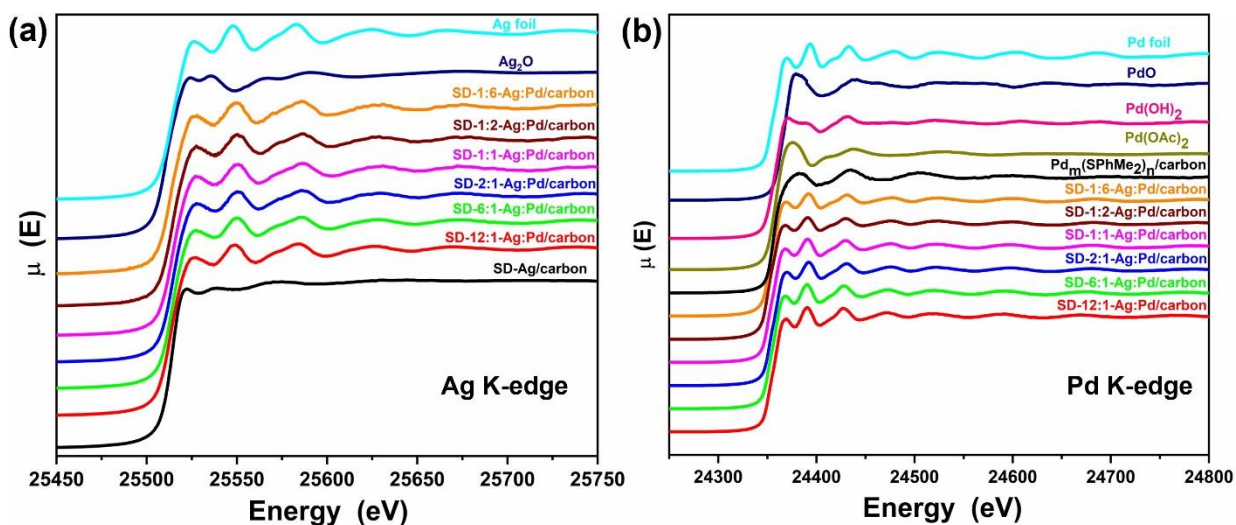 (a)
Ag foil
Ag₂O
SD-1:6-Ag:Pd/carbon
SD-1:2-Ag:Pd/carbon
SD-1:1-Ag:Pd/carbon
SD-2:1-Ag:Pd/carbon
SD-6:1-Ag:Pd/carbon
SD-12:1-Ag:Pd/carbon
SD-Ag/carbon
Ag K-edge
μ (E)
25450 25500 25550 25600 25650 25700 25750
Energy (eV)
(b)
Pd foil
PdO
Pd(OH)₂
Pd(OAc)₂
Pdₘ(SPhMe₂)ₙ/carbon
SD-1:6-Ag:Pd/carbon
SD-1:2-Ag:Pd/carbon
SD-1:1-Ag:Pd/carbon
SD-2:1-Ag:Pd/carbon
SD-6:1-Ag:Pd/carbon
SD-12:1-Ag:Pd/carbon
Pd K-edge
μ (E)
24300 24400 24500 24600 24700 24800
Energy (eV)